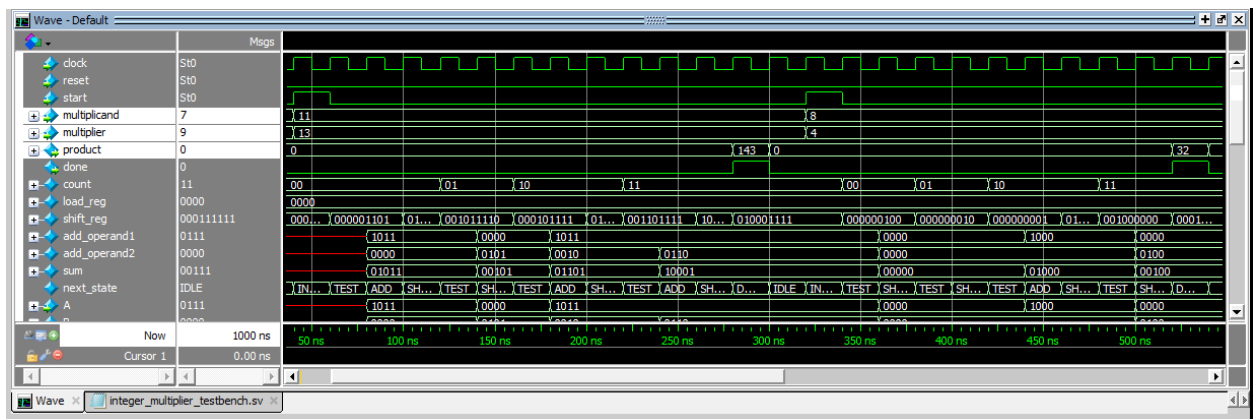 Wave - Default
Msgs
clock St0
reset St0
start St0
multiplicand 7 11 8
multiplier 9 13 4
product 0 0 143 0 32
done 0
count 11 00 01 10 11 00 01 10 11
load_reg 0000 0000
shift_reg 000111111 000... 000001101 01... 001011110 000101111 01... 001101111 10... 010001111 000000100 000000010 000000001 01... 001000000 0001...
add_operand1 0111 1011 0000 1011 0000 1000 0000
add_operand2 0000 0000 0101 0010 0110 0000 0100
sum 00111 01011 00101 01101 10001 00000 01000 00100
next_state IDLE IN... TEST ADD SH... TEST SH... TEST ADD SH... TEST ADD SH... D... IDLE IN... TEST SH... TEST SH... TEST ADD SH... TEST SH... D...
A 0111 1011 0000 1011 0000 1000 0000
Now 1000 ns
50 ns 100 ns 150 ns 200 ns 250 ns 300 ns 350 ns 400 ns 450 ns 500 ns
Cursor 1 0.00 ns
Wave integer_multiplier_testbench.sv